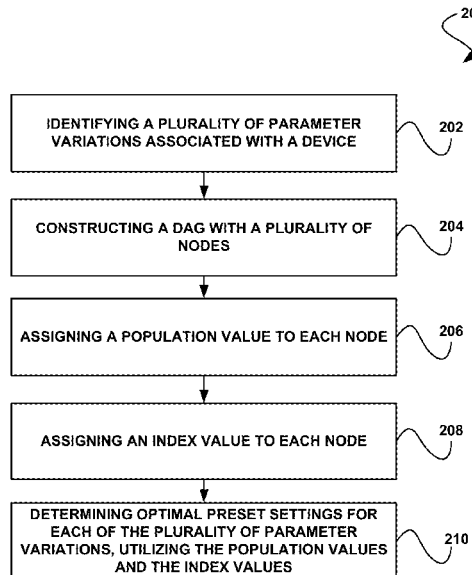 IDENTIFYING A PLURALITY OF PARAMETER
VARIATIONS ASSOCIATED WITH A DEVICE
202
CONSTRUCTING A DAG WITH A PLURALITY OF
NODES
204
ASSIGNING A POPULATION VALUE TO EACH NODE
206
ASSIGNING AN INDEX VALUE TO EACH NODE
208
DETERMINING OPTIMAL PRESET SETTINGS FOR
EACH OF THE PLURALITY OF PARAMETER
VARIATIONS, UTILIZING THE POPULATION VALUES
AND THE INDEX VALUES
210